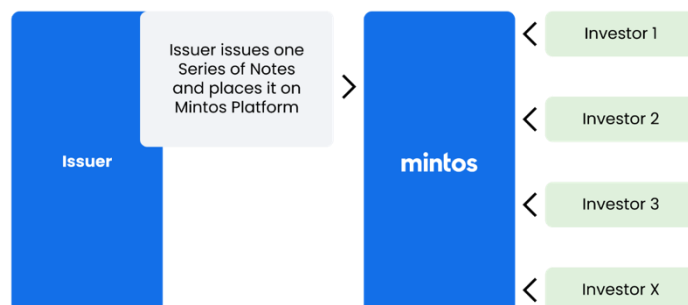 Issuer issues one
Series of Notes
and places it on
Mintos Platform
Issuer
mintos
Investor 1
Investor 2
Investor 3
Investor X